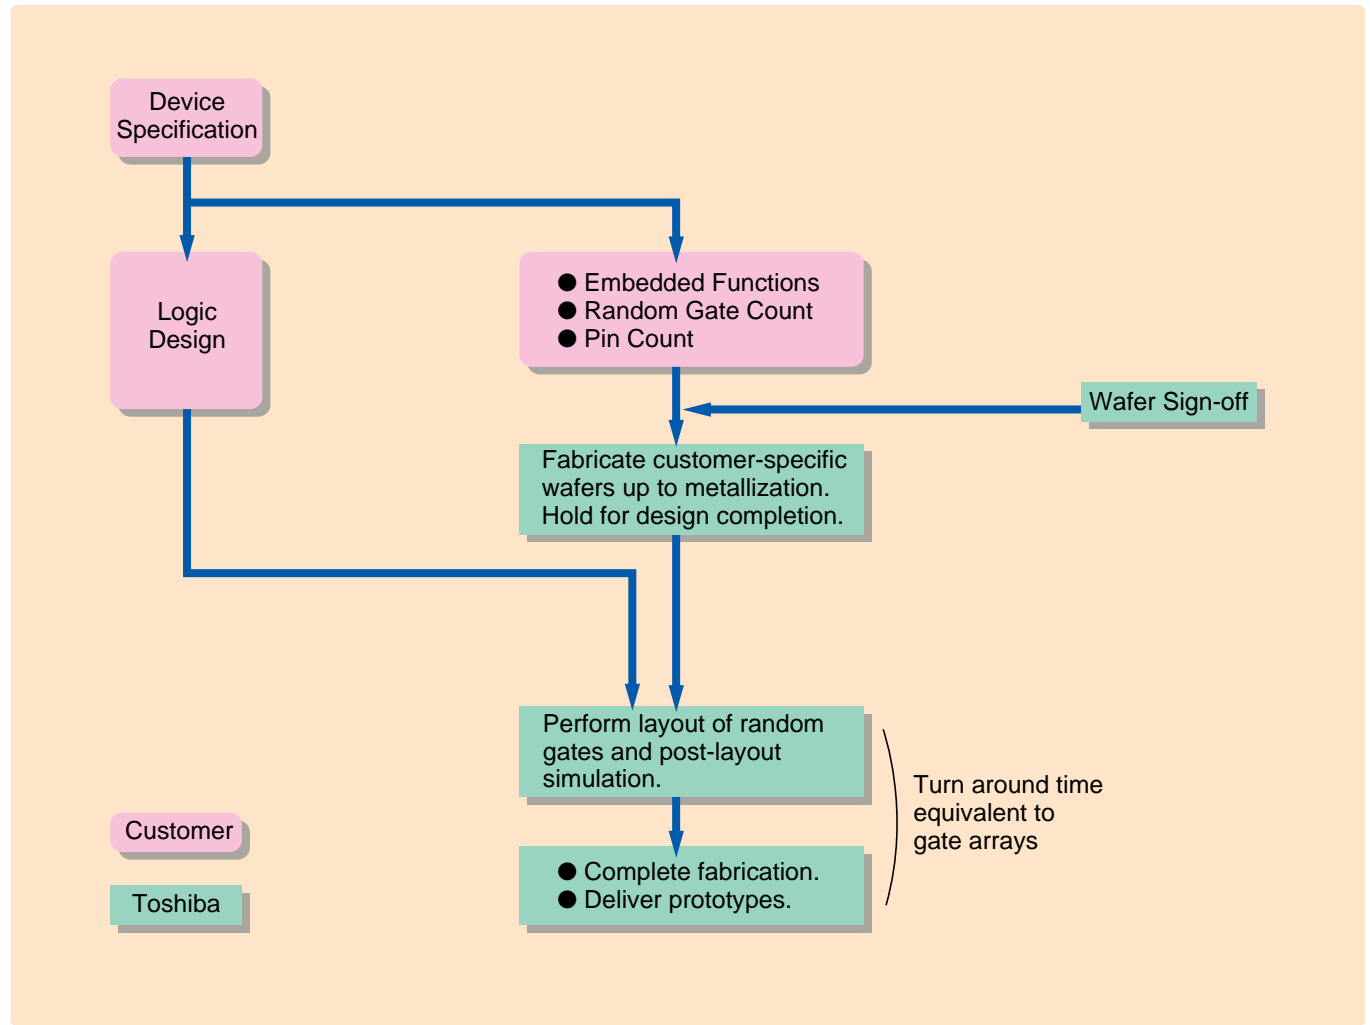 Device
Specification
Logic
Design
● Embedded Functions
● Random Gate Count
● Pin Count
Wafer Sign-off
Fabricate customer-specific
wafers up to metallization.
Hold for design completion.
Perform layout of random
gates and post-layout
simulation.
Turn around time
equivalent to
gate arrays
● Complete fabrication.
● Deliver prototypes.
Customer
Toshiba